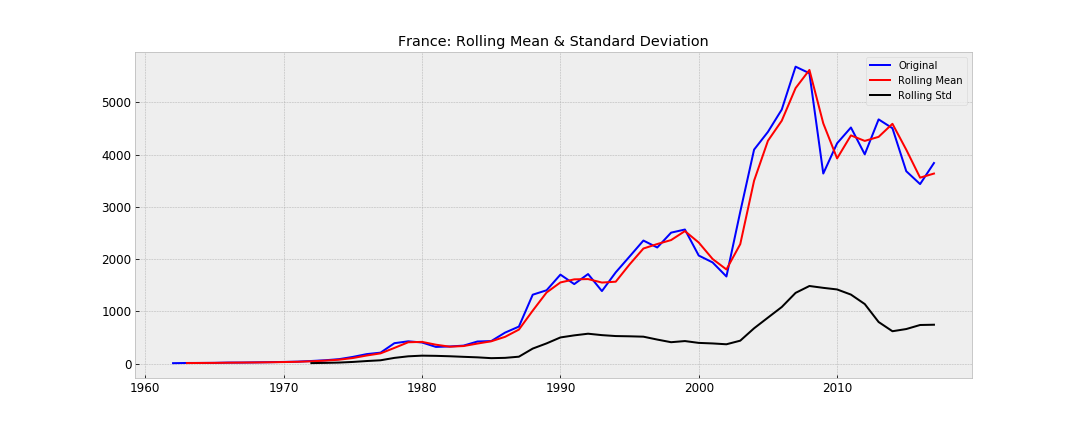 France: Rolling Mean & Standard Deviation
Original
Rolling Mean
Rolling Std
5000
4000
3000
2000
1000
0
1960 1970 1980 1990 2000 2010